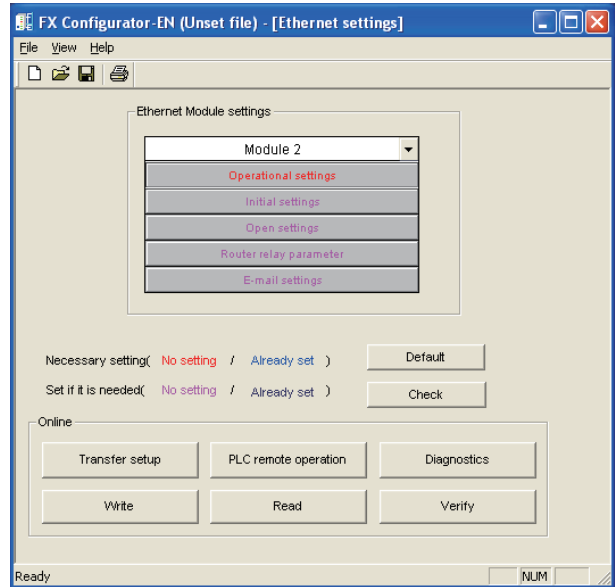 FX Configurator-EN (Unset file) - [Ethernet settings]
File View Help
Ethernet Module settings
Module 2
Operational settings
Initial settings
Open settings
Router relay parameter
E-mail settings
Necessary setting( No setting / Already set ) Default
Set if it is needed( No setting / Already set ) Check
Online
Transfer setup PLC remote operation Diagnostics
Write Read Verify
Ready NUM